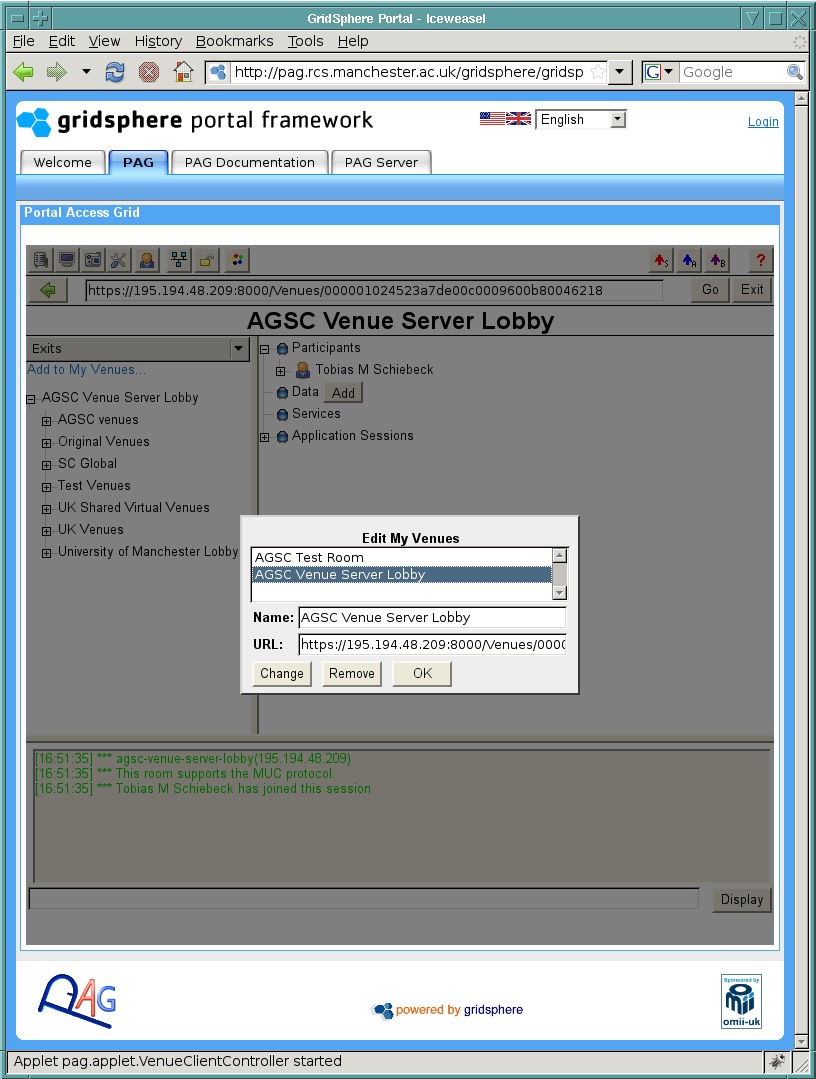 GridSphere Portal - Iceweasel
File Edit View History Bookmarks Tools Help
http://pag.rcs.manchester.ac.uk/gridsphere/gridsp
G Google
gridsphere portal framework
English
Login
Welcome PAG PAG Documentation PAG Server
Portal Access Grid
S A B ?
https://195.194.48.209:8000/Venues/000001024523a7de00c0009600b80046218
Go Exit
AGSC Venue Server Lobby
Exits
Add to My Venues...
AGSC Venue Server Lobby
AGSC venues
Original Venues
SC Global
Test Venues
UK Shared Virtual Venues
UK Venues
University of Manchester Lobby
Participants
Tobias M Schiebeck
Data Add
Services
Application Sessions
Edit My Venues
AGSC Test Room
AGSC Venue Server Lobby
Name: AGSC Venue Server Lobby
URL: https://195.194.48.209:8000/Venues/0000
Change Remove OK
[16:51:35] *** agsc-venue-server-lobby(195.194.48.209)
[16:51:35] *** This room supports the MUC protocol.
[16:51:35] *** Tobias M Schiebeck has joined this session
Display
PAG
powered by gridsphere
Sponsored by
omii-uk
Applet pag.applet.VenueClientController started